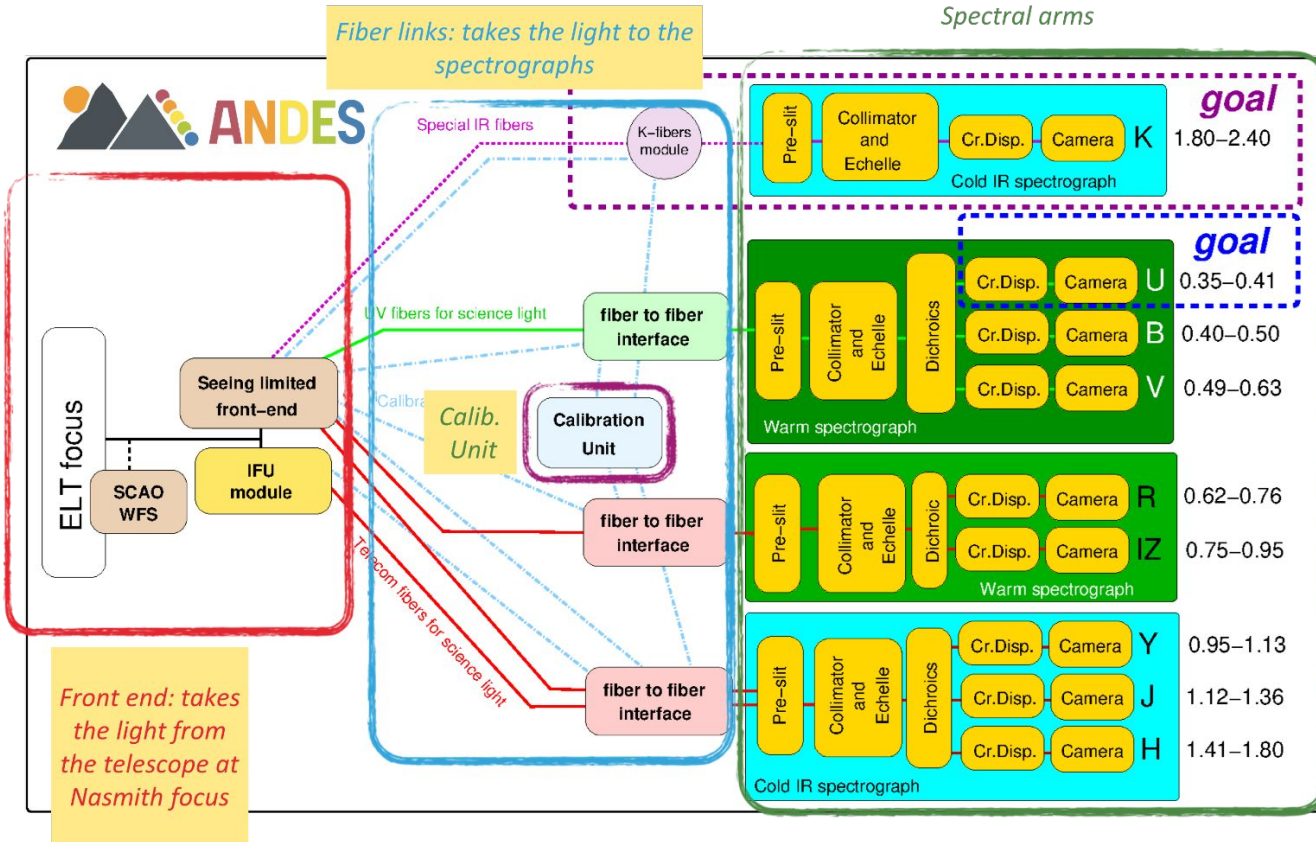 Spectral arms
Fiber links: takes the light to the
spectrographs
ANDES
Special IR fibers
K-fibers
module
Pre-slit
Collimator
and
Echelle
Cr.Disp.
Camera
K
Cold IR spectrograph
goal
1.80-2.40
goal
UV fibers for science light
fiber to fiber
interface
Pre-slit
Collimator
and
Echelle
Dichroics
Cr.Disp.
Camera
U
0.35-0.41
Cr.Disp.
Camera
B
0.40-0.50
Cr.Disp.
Camera
V
0.49-0.63
Warm spectrograph
ELT focus
Seeing limited
front-end
SCAO
WFS
IFU
module
Calib.
Unit
Calibration
Unit
fiber to fiber
interface
Pre-slit
Collimator
and
Echelle
Dichroic
Cr.Disp.
Camera
R
0.62-0.76
Cr.Disp.
Camera
IZ
0.75-0.95
Warm spectrograph
Telecom fibers for science light
fiber to fiber
interface
Pre-slit
Collimator
and
Echelle
Dichroics
Cr.Disp.
Camera
Y
0.95-1.13
Cr.Disp.
Camera
J
1.12-1.36
Cr.Disp.
Camera
H
1.41-1.80
Cold IR spectrograph
Front end: takes
the light from
the telescope at
Nasmith focus